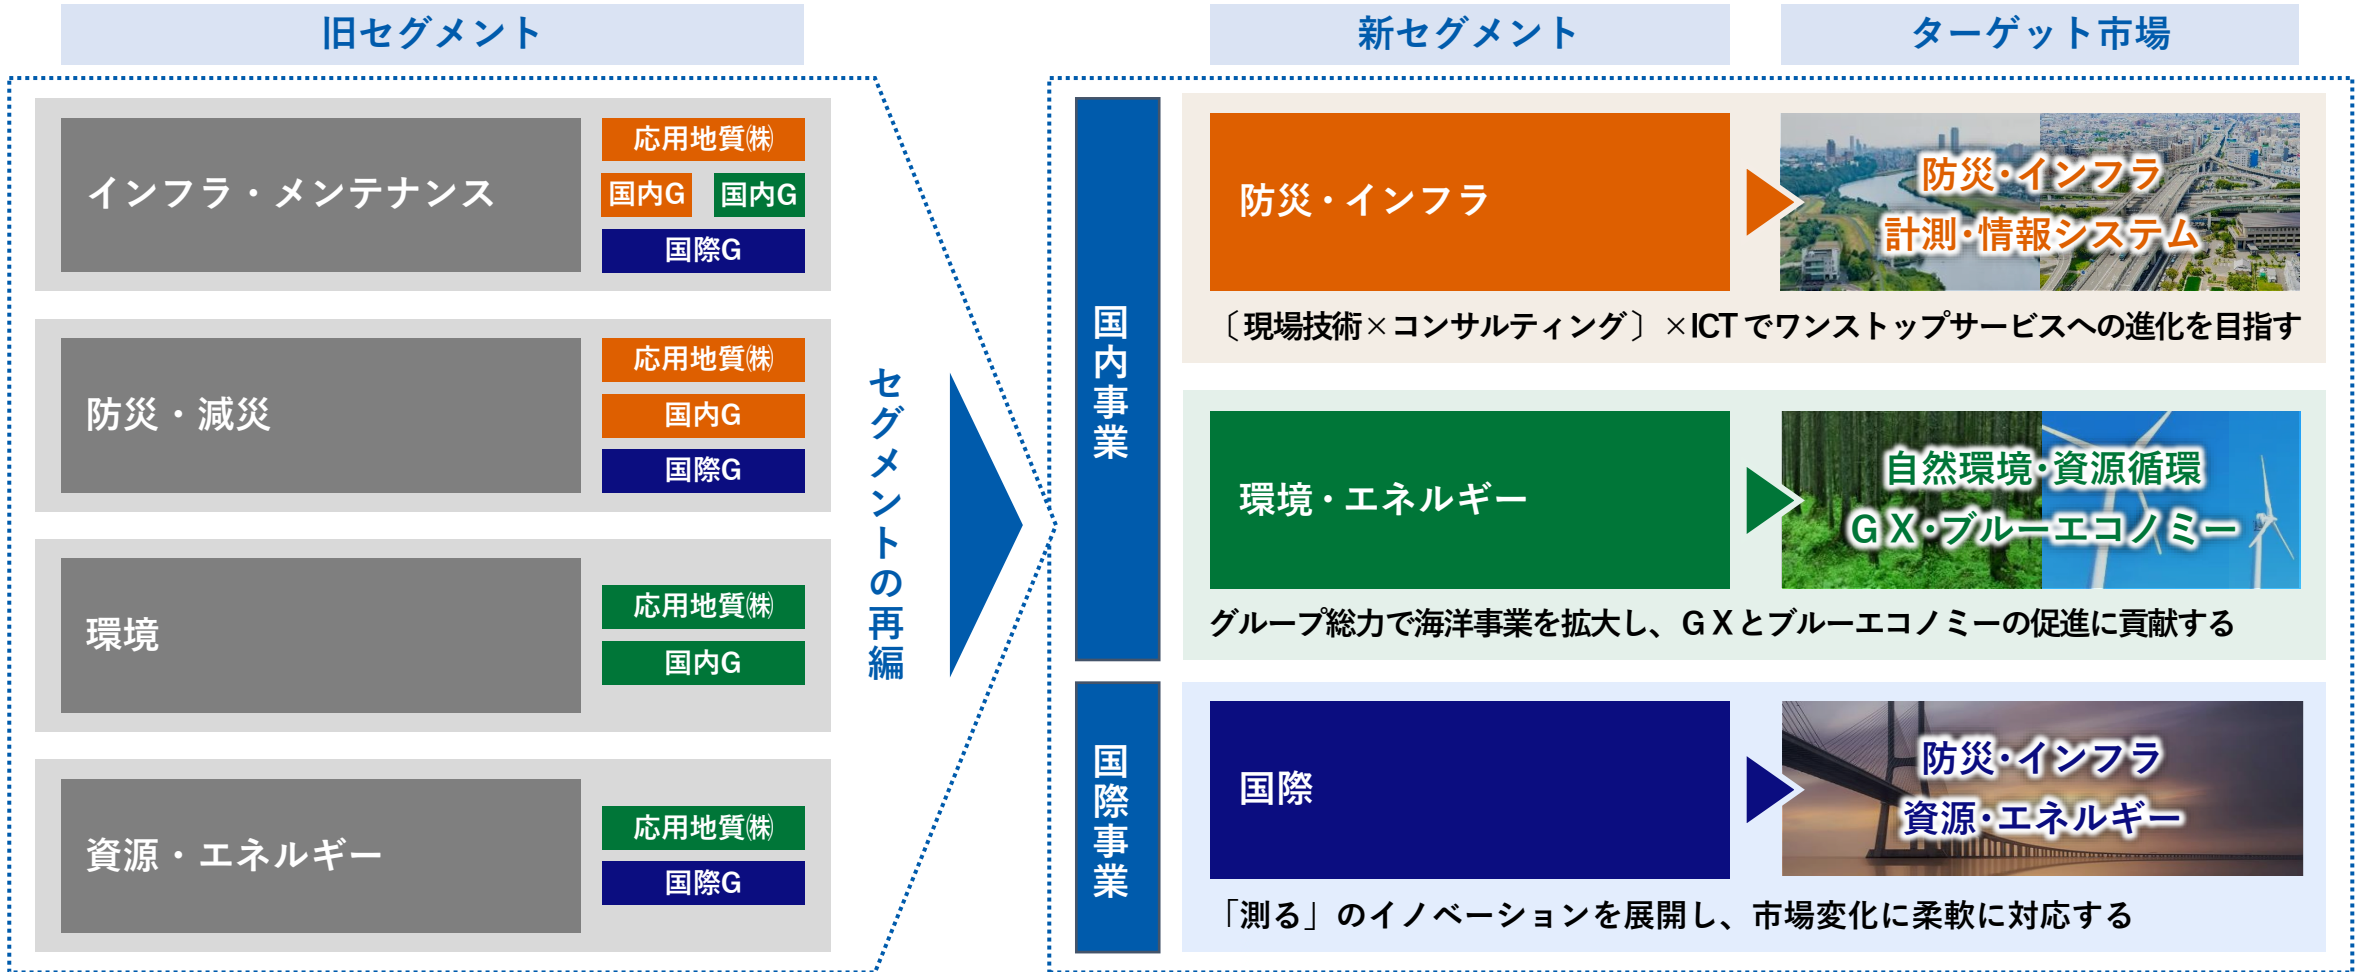 旧セグメント
インフラ・メンテナンス
応用地質㈱
国内G 国内G
国際G
防災・減災
応用地質㈱
国内G
国際G
環境
応用地質㈱
国内G
資源・エネルギー
応用地質㈱
国際G
セグメントの再編
新セグメント
ターゲット市場
国内事業
防災・インフラ
防災・インフラ
計測・情報システム
〔現場技術×コンサルティング〕×ICTでワンストップサービスへの進化を目指す
環境・エネルギー
自然環境・資源循環
ＧＸ・ブルーエコノミー
グループ総力で海洋事業を拡大し、ＧＸとブルーエコノミーの促進に貢献する
国際事業
国際
防災・インフラ
資源・エネルギー
「測る」のイノベーションを展開し、市場変化に柔軟に対応する